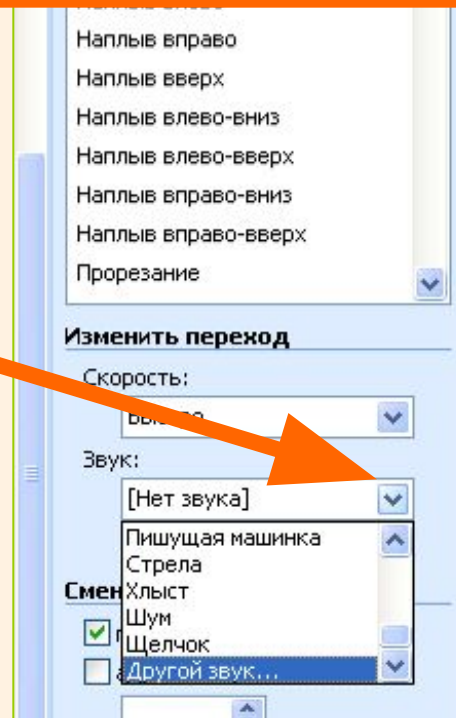 Наплыв вправо
Наплыв вверх
Наплыв влево-вниз
Наплыв влево-вверх
Наплыв вправо-вниз
Наплыв вправо-вверх
Прорезание
Изменить переход
Скорость:
Звук:
[Нет звука]
Пишущая машинка
Стрела
Хлыст
Шум
Щелчок
Другой звук...